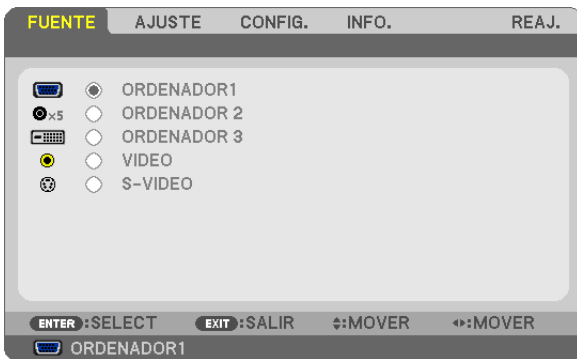 FUENTE AJUSTE CONFIG. INFO. REAJ.
ORDENADOR1
×5 ORDENADOR 2
ORDENADOR 3
VIDEO
S-VIDEO
ENTER :SELECT EXIT :SALIR :MOVER :MOVER
ORDENADOR1